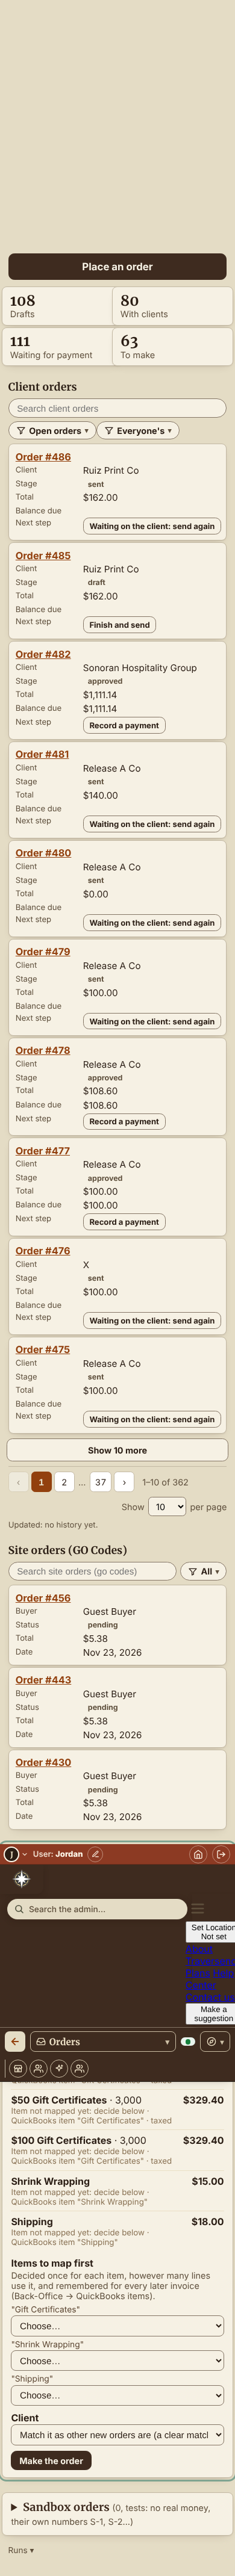 Place an order
108
Drafts
80
With clients
111
Waiting for payment
63
To make
Client orders
Search client orders
Open orders ▾
Everyone's ▾
Order #486
Client Ruiz Print Co
Stage sent
Total $162.00
Balance due
Next step Waiting on the client: send again
Order #485
Client Ruiz Print Co
Stage draft
Total $162.00
Balance due
Next step Finish and send
Order #482
Client Sonoran Hospitality Group
Stage approved
Total $1,111.14
Balance due $1,111.14
Next step Record a payment
Order #481
Client Release A Co
Stage sent
Total $140.00
Balance due
Next step Waiting on the client: send again
Order #480
Client Release A Co
Stage sent
Total $0.00
Balance due
Next step Waiting on the client: send again
Order #479
Client Release A Co
Stage sent
Total $100.00
Balance due
Next step Waiting on the client: send again
Order #478
Client Release A Co
Stage approved
Total $108.60
Balance due $108.60
Next step Record a payment
Order #477
Client Release A Co
Stage approved
Total $100.00
Balance due $100.00
Next step Record a payment
Order #476
Client X
Stage sent
Total $100.00
Balance due
Next step Waiting on the client: send again
Order #475
Client Release A Co
Stage sent
Total $100.00
Balance due
Next step Waiting on the client: send again
Show 10 more
‹ 1 2 … 37 › 1–10 of 362
Show 10 per page
Updated: no history yet.
Site orders (GO Codes)
Search site orders (go codes)
All ▾
Order #456
Buyer Guest Buyer
Status pending
Total $5.38
Date Nov 23, 2026
Order #443
Buyer Guest Buyer
Status pending
Total $5.38
Date Nov 23, 2026
Order #430
Buyer Guest Buyer
Status pending
Total $5.38
Date Nov 23, 2026
J User: Jordan
Search the admin...
Set Location
Not set
About
Plans Help
Center
Contact us
Make a
suggestion
Orders ▾
$50 Gift Certificates · 3,000 $329.40
Item not mapped yet: decide below ·
QuickBooks item "Gift Certificates" · taxed
$100 Gift Certificates · 3,000 $329.40
Item not mapped yet: decide below ·
QuickBooks item "Gift Certificates" · taxed
Shrink Wrapping $15.00
Item not mapped yet: decide below ·
QuickBooks item "Shrink Wrapping"
Shipping $18.00
Item not mapped yet: decide below ·
QuickBooks item "Shipping"
Items to map first
Decided once for each item, however many lines
use it, and remembered for every later invoice
(Back-Office → QuickBooks items).
"Gift Certificates"
Choose...
"Shrink Wrapping"
Choose...
"Shipping"
Choose...
Client
Match it as other new orders are (a clear matcl
Make the order
▶ Sandbox orders (0, tests: no real money,
their own numbers S-1, S-2...)
Runs ▾